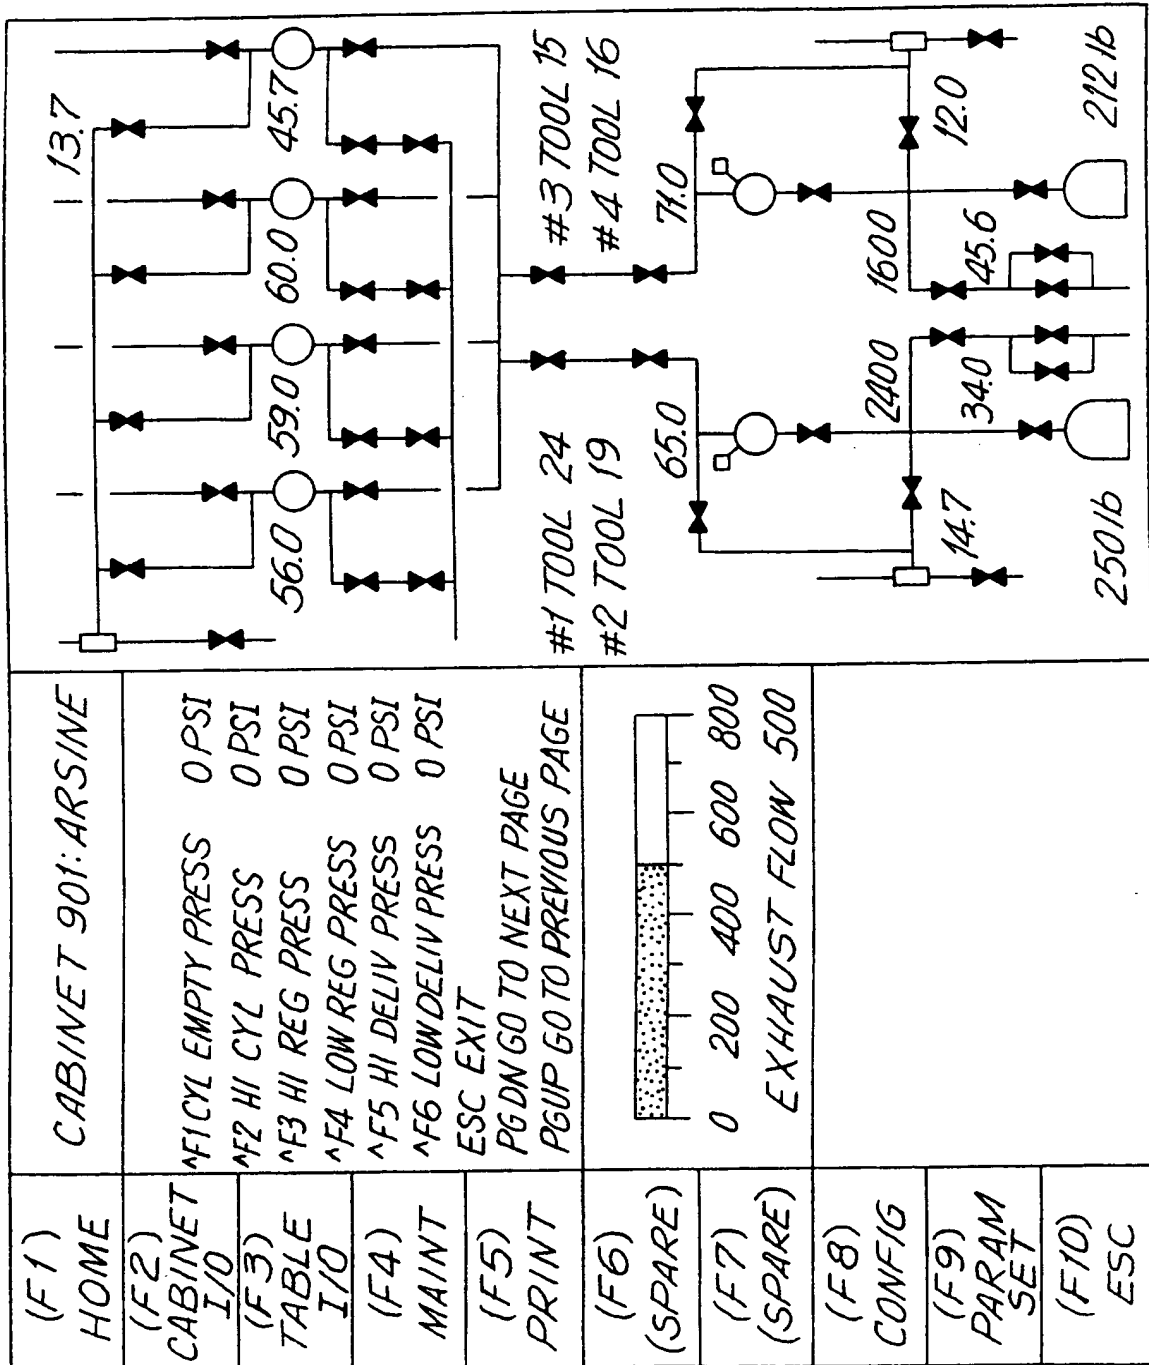 (F1)
HOME
(F2)
CABINET
I/O
(F3)
TABLE
I/O
(F4)
MAINT
(F5)
PRINT
(F6)
(SPARE)
(F7)
(SPARE)
(F8)
CONFIG
(F9)
PARAM
SET
(F10)
ESC
CABINET 901: ARSINE
^F1 CYL EMPTY PRESS 0 PSI
^F2 HI CYL PRESS 0 PSI
^F3 HI REG PRESS 0 PSI
^F4 LOW REG PRESS 0 PSI
^F5 HI DELIV PRESS 0 PSI
^F6 LOW DELIV PRESS 0 PSI
ESC EXIT
PG DN GO TO NEXT PAGE
PGUP GO TO PREVIOUS PAGE
0 200 400 600 800
EXHAUST FLOW 500
13.7
56.0 59.0 60.0 45.7
#1 TOOL 24 #3 TOOL 15
#2 TOOL 19 #4 TOOL 16
65.0 71.0
2400 1600
14.7 34.0 45.6 12.0
250 lb 212 lb